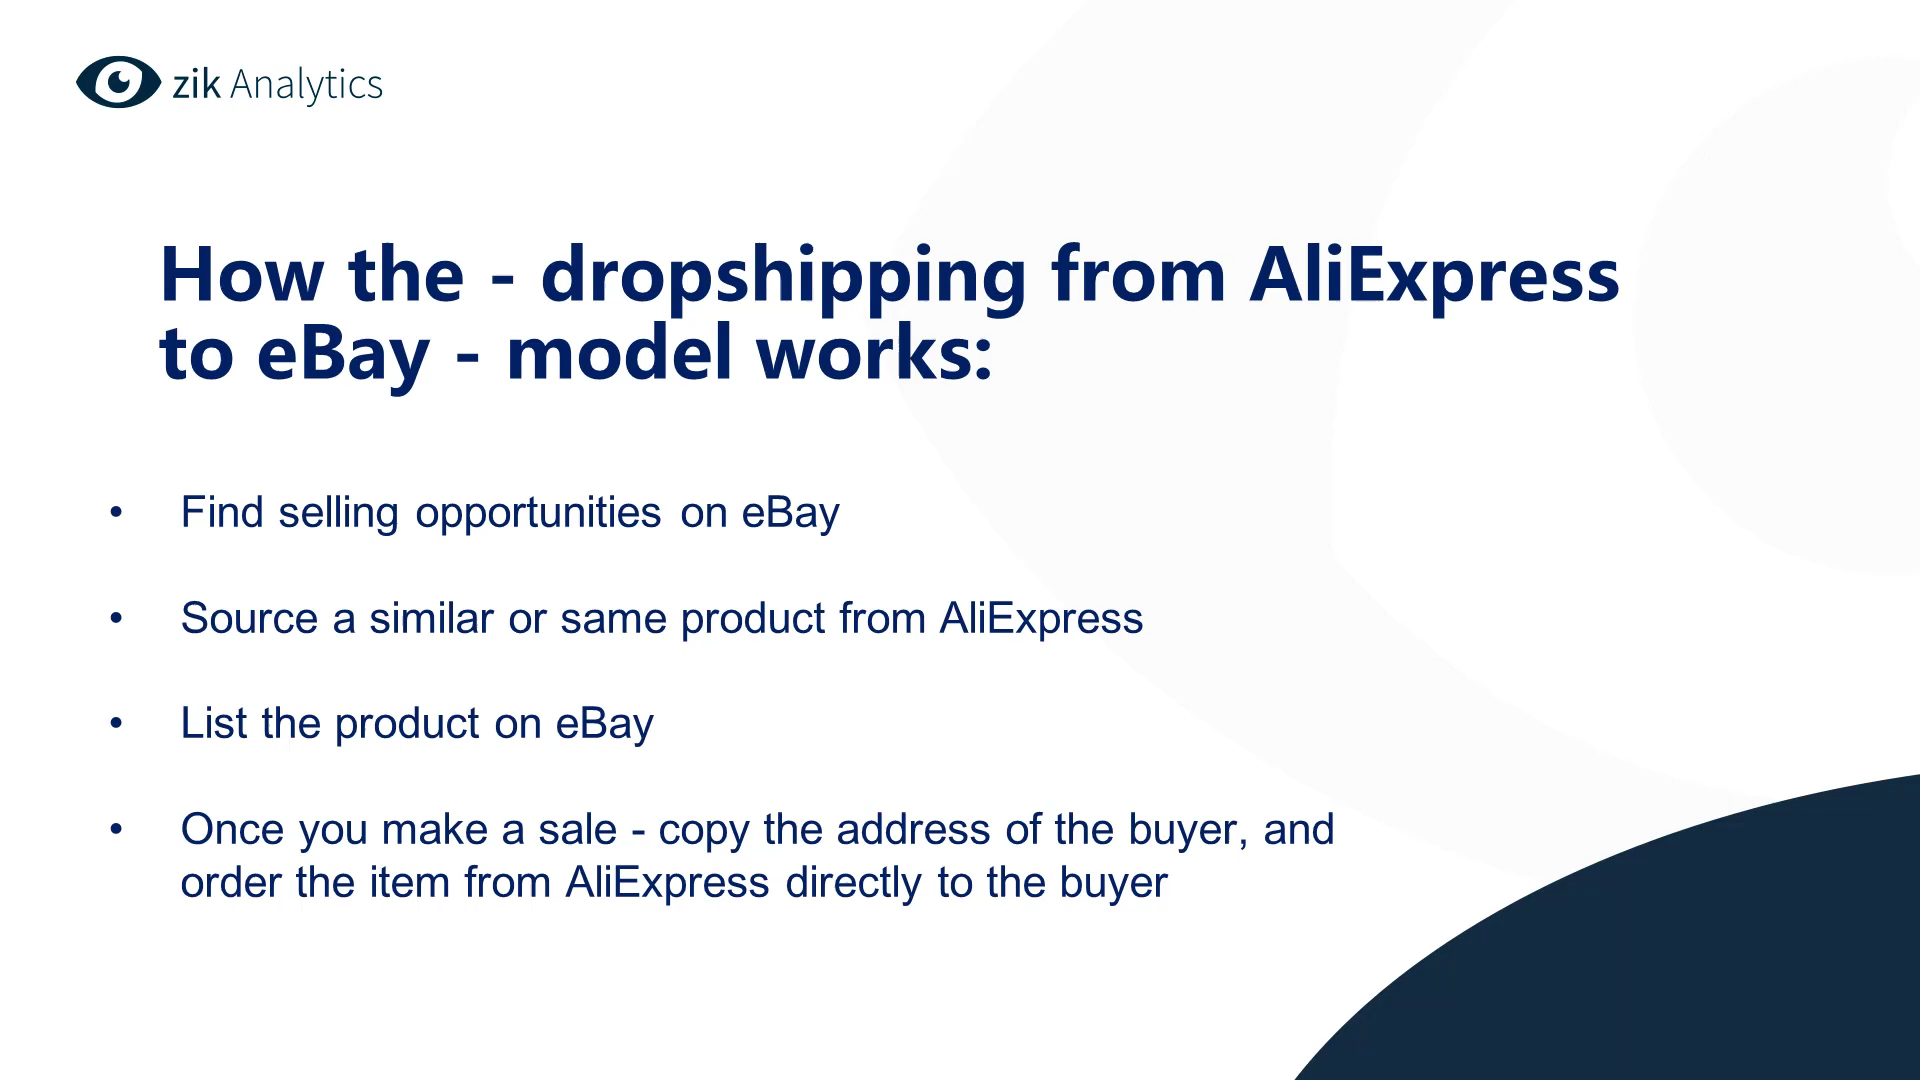 zik Analytics
How the - dropshipping from AliExpress
to eBay - model works:
• Find selling opportunities on eBay
• Source a similar or same product from AliExpress
• List the product on eBay
• Once you make a sale - copy the address of the buyer, and
order the item from AliExpress directly to the buyer